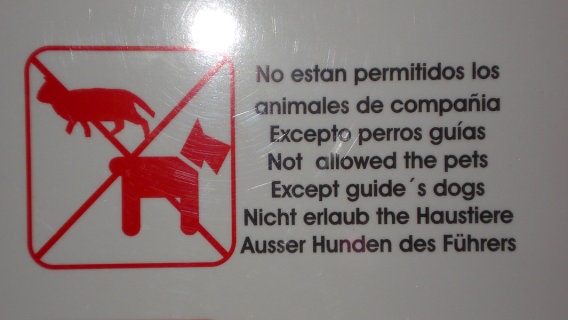 No estan permitidos los
animales de compañia
Excepto perros guías
Not allowed the pets
Except guide´s dogs
Nicht erlaub the Haustiere
Ausser Hunden des Führers